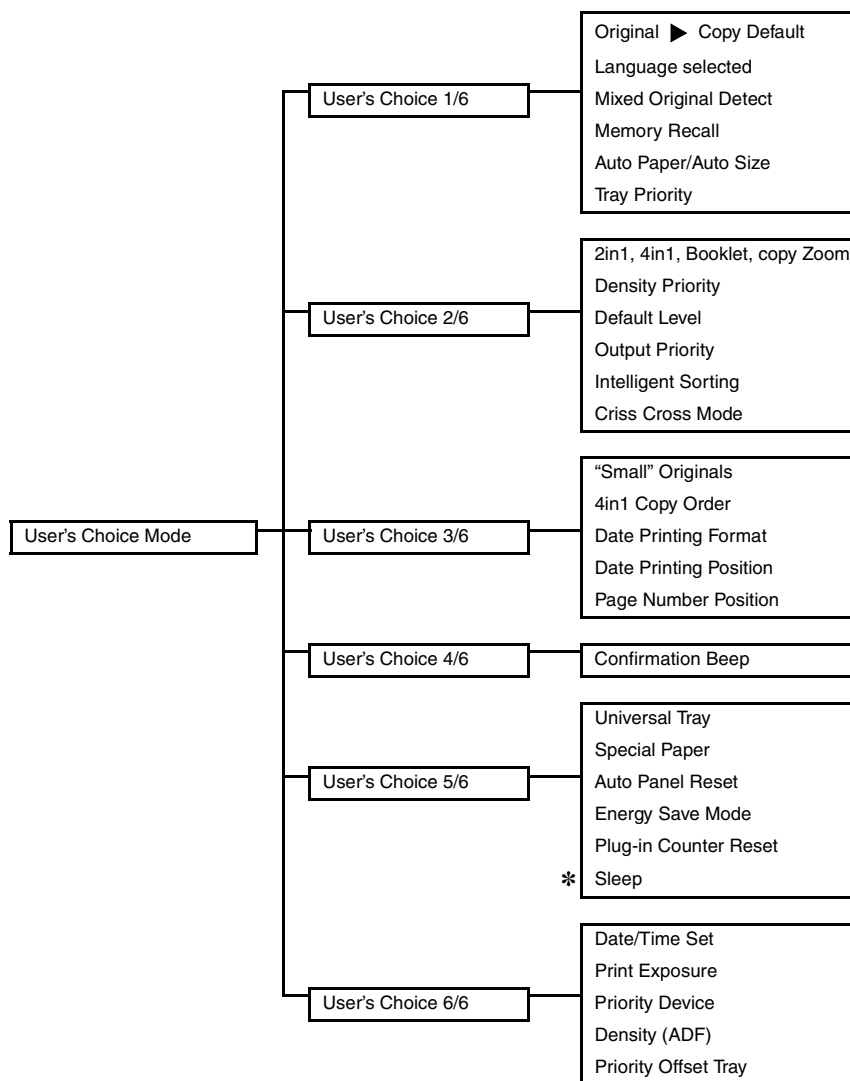 Original ▶ Copy Default
Language selected
User's Choice 1/6
Mixed Original Detect
Memory Recall
Auto Paper/Auto Size
Tray Priority
2in1, 4in1, Booklet, copy Zoom
Density Priority
User's Choice 2/6
Default Level
Output Priority
Intelligent Sorting
Criss Cross Mode
“Small” Originals
4in1 Copy Order
User's Choice Mode
User's Choice 3/6
Date Printing Format
Date Printing Position
Page Number Position
User's Choice 4/6
Confirmation Beep
Universal Tray
Special Paper
User's Choice 5/6
Auto Panel Reset
Energy Save Mode
Plug-in Counter Reset
✻ Sleep
Date/Time Set
Print Exposure
User's Choice 6/6
Priority Device
Density (ADF)
Priority Offset Tray